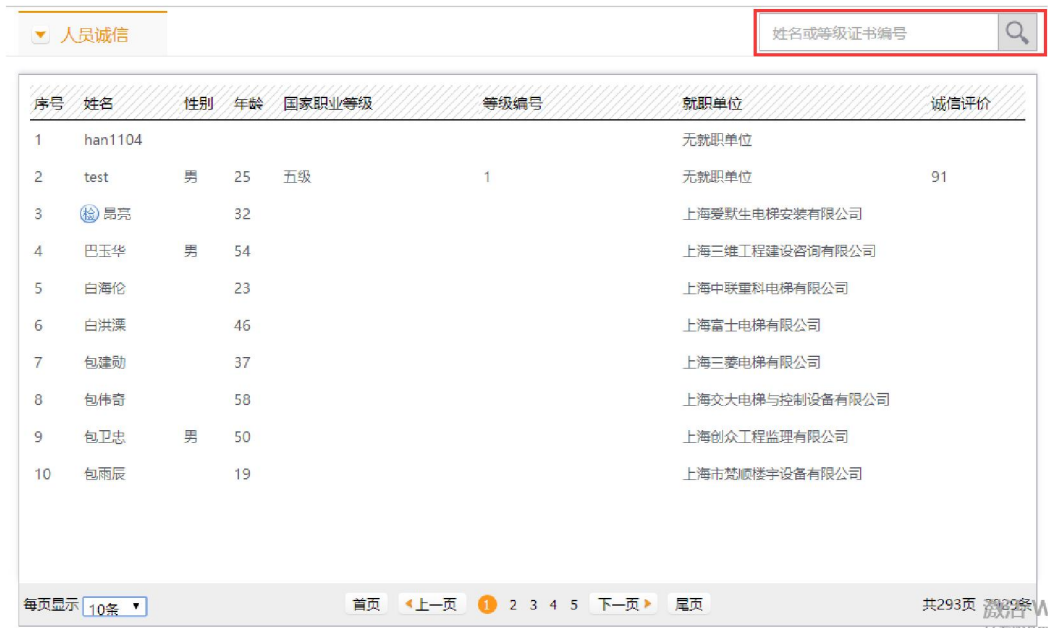 人员诚信
姓名或等级证书编号
序号 姓名 性别 年龄 国家职业等级 等级编号 就职单位 诚信评价
1 han1104 无就职单位
2 test 男 25 五级 1 无就职单位 91
3 检 昂亮 32 上海爱默生电梯安装有限公司
4 巴玉华 男 54 上海三维工程建设咨询有限公司
5 白海伦 23 上海中联重科电梯有限公司
6 白洪溧 46 上海富士电梯有限公司
7 包建勋 37 上海三菱电梯有限公司
8 包伟奇 58 上海交大电梯与控制设备有限公司
9 包卫忠 男 50 上海创众工程监理有限公司
10 包雨辰 19 上海市梵顺楼宇设备有限公司
每页显示 10条 首页 上一页 1 2 3 4 5 下一页 尾页 共293页 2929条
激活 W